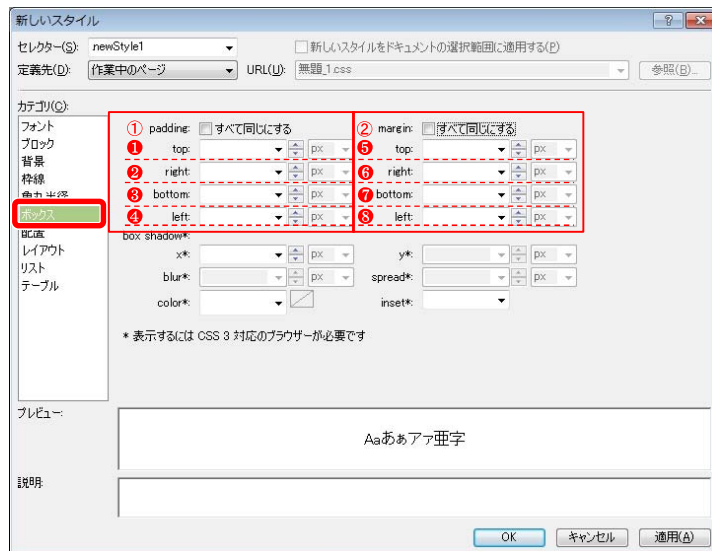 新しいスタイル
セレクター(S): newStyle1 新しいスタイルをドキュメントの選択範囲に適用する(P)
定義先(D): 作業中のページ URL(U): 無題_1.css 参照(B)...
カテゴリ(C):
フォント
ブロック
背景
枠線
ボックス
配置
レイアウト
リスト
テーブル
① padding: すべて同じにする ② margin: すべて同じにする
❶ top: px ❺ top: px
❷ right: px ❻ right: px
❸ bottom: px ❼ bottom: px
❹ left: px ❽ left: px
box shadow*:
x*: px y*: px
blur*: px spread*: px
color*: inset*:
* 表示するには CSS 3 対応のブラウザーが必要です
プレビュー:
Aaあぁアァ亜字
説明:
OK キャンセル 適用(A)